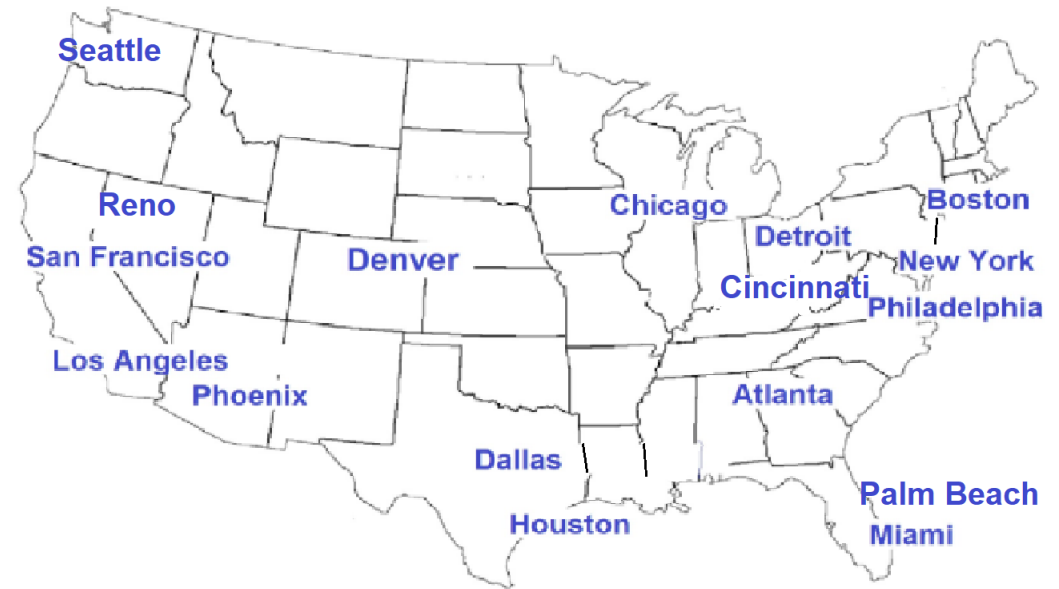 Seattle
Reno
Boston
Chicago
Detroit
San Francisco
Denver
New York
Cincinnati
Philadelphia
Los Angeles
Phoenix
Atlanta
Dallas
Palm Beach
Houston
Miami